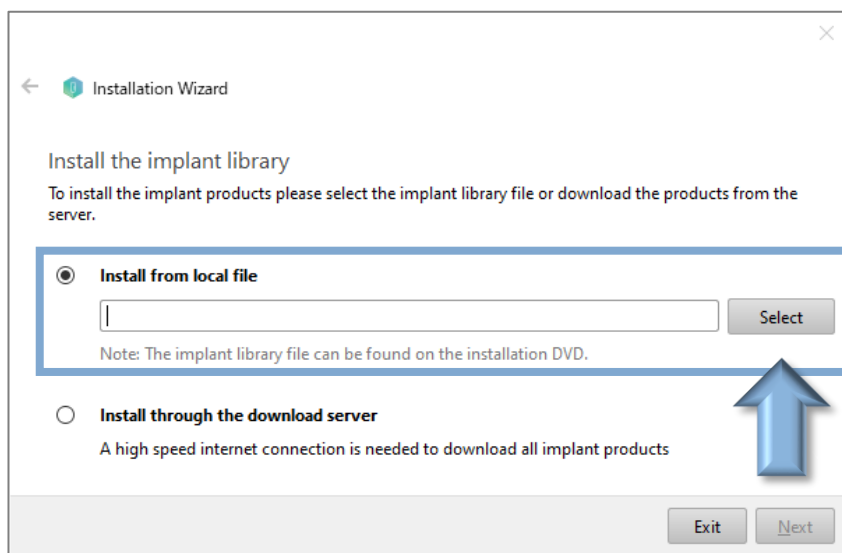 Installation Wizard
Install the implant library
To install the implant products please select the implant library file or download the products from the
server.
Install from local file
Select
Note: The implant library file can be found on the installation DVD.
Install through the download server
A high speed internet connection is needed to download all implant products
Exit
Next